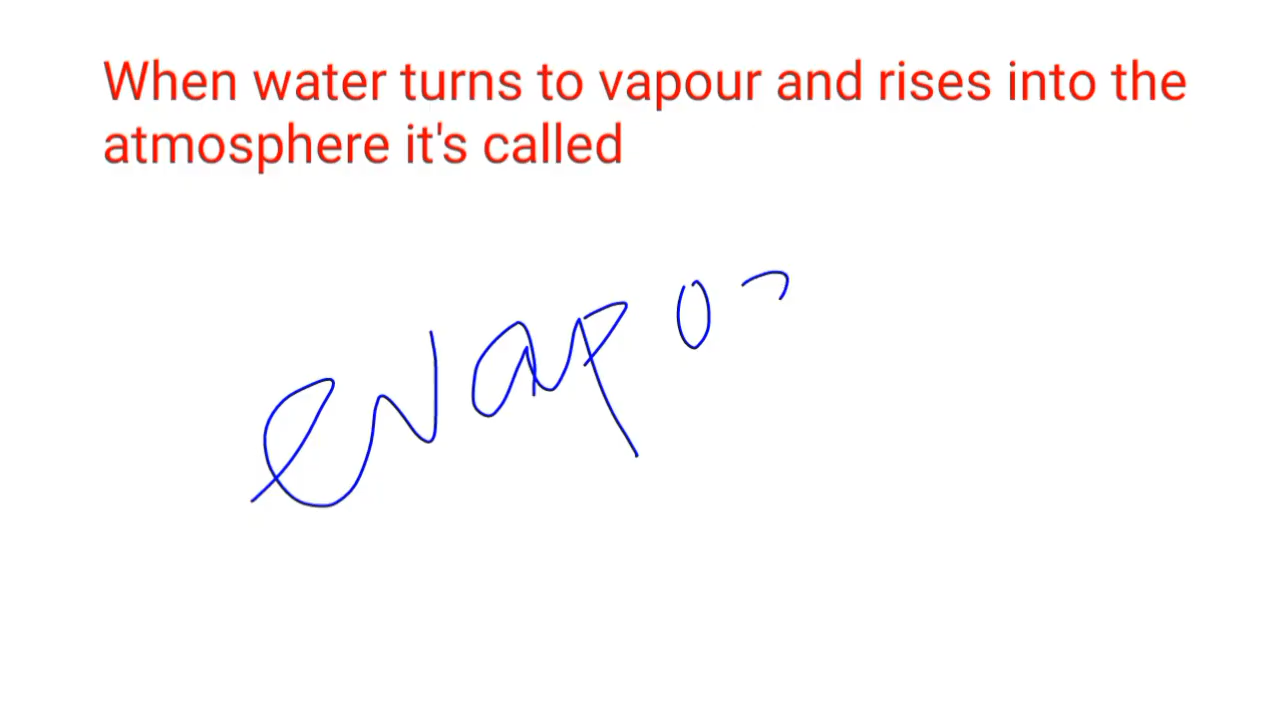 When water turns to vapour and rises into the
atmosphere it's called
evapo